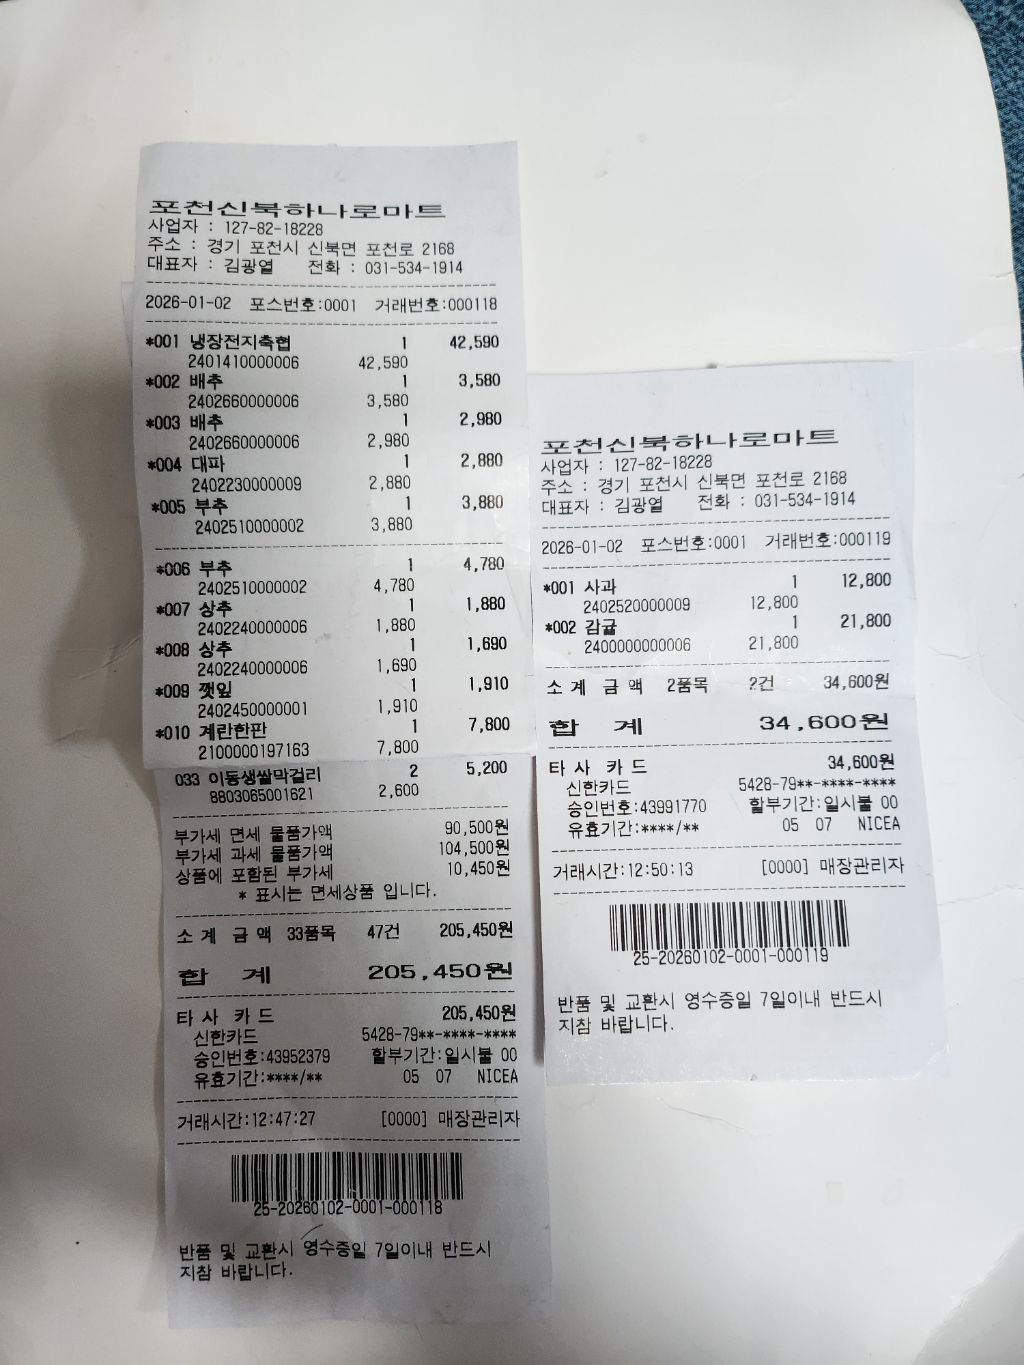 포천신북하나로마트
사업자 : 127-82-18228
주소 : 경기 포천시 신북면 포천로 2168
대표자 : 김광열 전화 : 031-534-1914
2026-01-02 포스번호:0001 거래번호:000118
*001 냉장전지축협 1 42,590
2401410000006 42,590
*002 배추 1 3,580
2402660000006 3,580
*003 배추 1 2,980
2402660000006 2,980
*004 대파 1 2,880
2402230000009 2,880
*005 부추 1 3,880
2402510000002 3,880
*006 부추 1 4,780
2402510000002 4,780
*007 상추 1 1,880
2402240000006 1,880
*008 상추 1 1,690
2402240000006 1,690
*009 깻잎 1 1,910
2402450000001 1,910
*010 계란한판 1 7,800
2100000197163 7,800
033 이동생쌀막걸리 2 5,200
8803065001621 2,600
부가세 면세 물품가액 90,500원
부가세 과세 물품가액 104,500원
상품에 포함된 부가세 10,450원
* 표시는 면세상품 입니다.
소 계 금 액 33품목 47건 205,450원
합 계 205,450원
타 사 카 드 205,450원
신한카드 5428-79**-****-****
승인번호:43952379 할부기간:일시불 00
유효기간:****/** 05 07 NICEA
거래시간:12:47:27 [0000] 매장관리자
25-20260102-0001-000118
반품 및 교환시 영수증일 7일이내 반드시
지참 바랍니다.
포천신북하나로마트
사업자 : 127-82-18228
주소 : 경기 포천시 신북면 포천로 2168
대표자 : 김광열 전화 : 031-534-1914
2026-01-02 포스번호:0001 거래번호:000119
*001 사과 1 12,800
2402520000009 12,800
*002 감귤 1 21,800
2400000000006 21,800
소 계 금 액 2품목 2건 34,600원
합 계 34,600원
타 사 카 드 34,600원
신한카드 5428-79**-****-****
승인번호:43991770 할부기간:일시불 00
유효기간:****/** 05 07 NICEA
거래시간:12:50:13 [0000] 매장관리자
25-20260102-0001-000119
반품 및 교환시 영수증일 7일이내 반드시
지참 바랍니다.